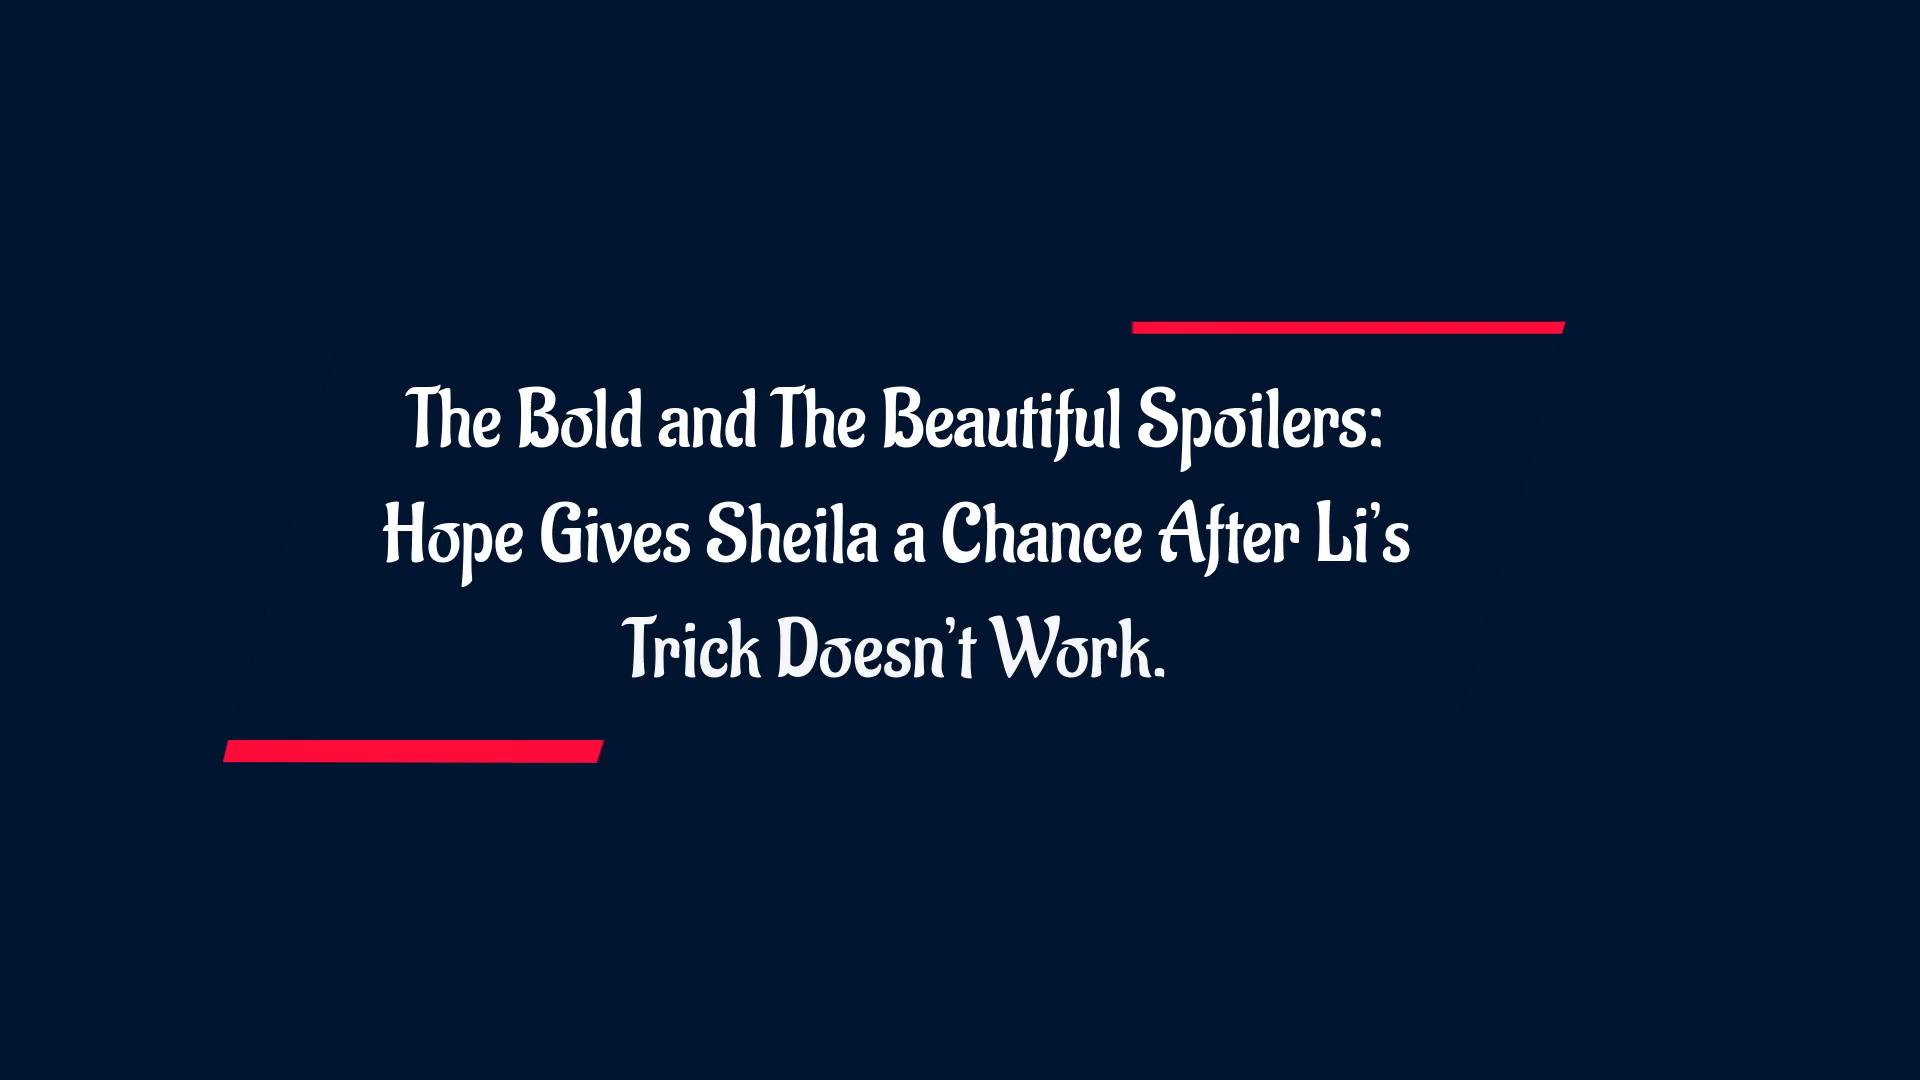 The Bold and The Beautiful Spoilers:
Hope Gives Sheila a Chance After Li’s
Trick Doesn’t Work.